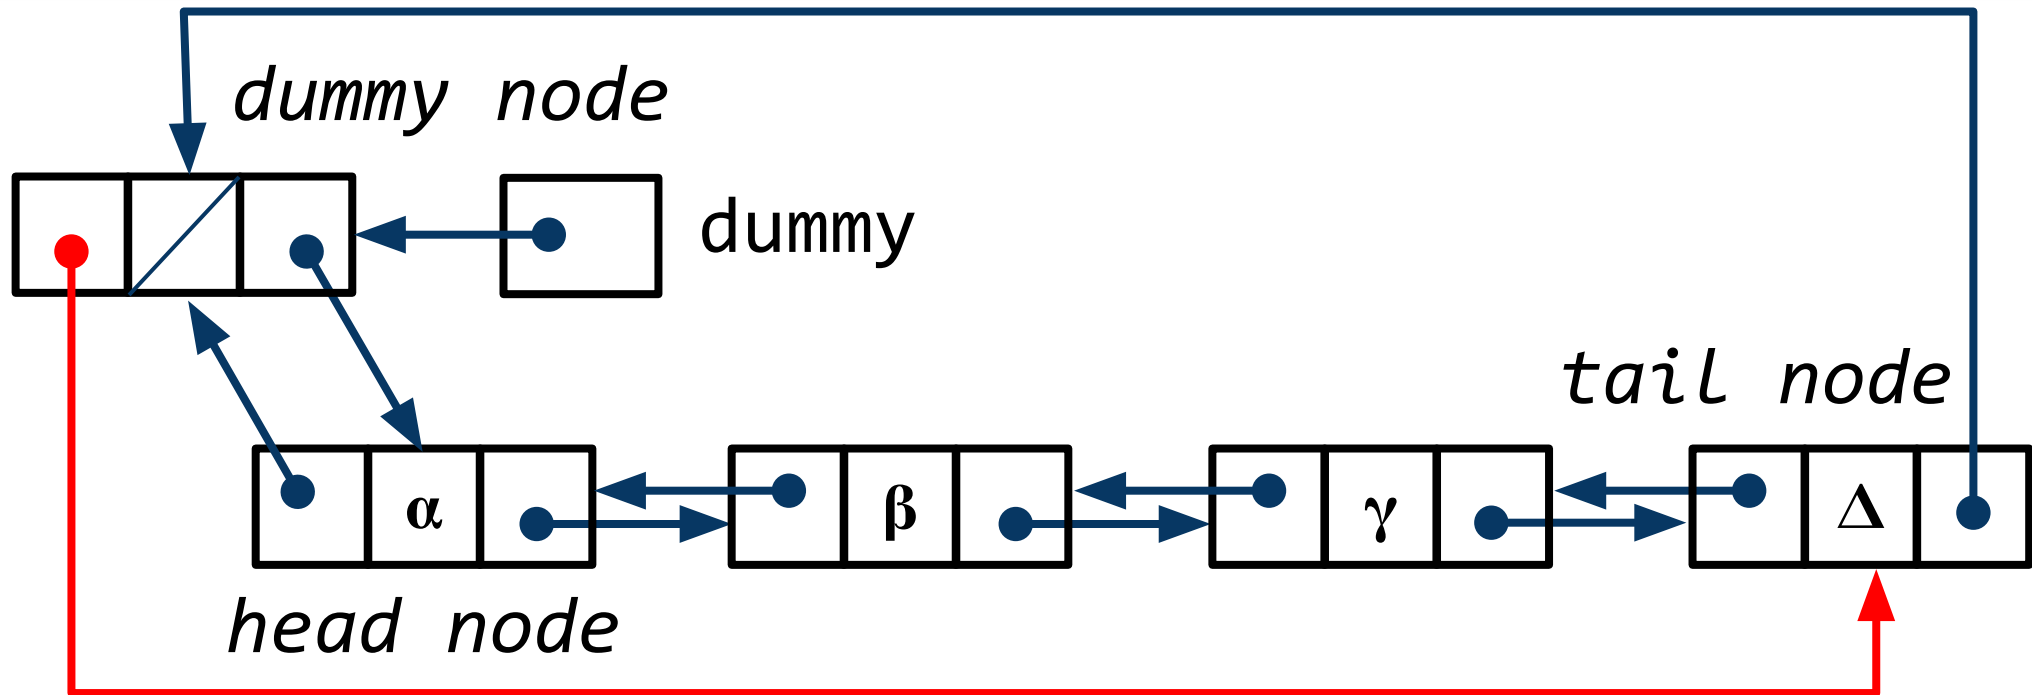 dummy node
dummy
tail node
α β γ Δ
head node